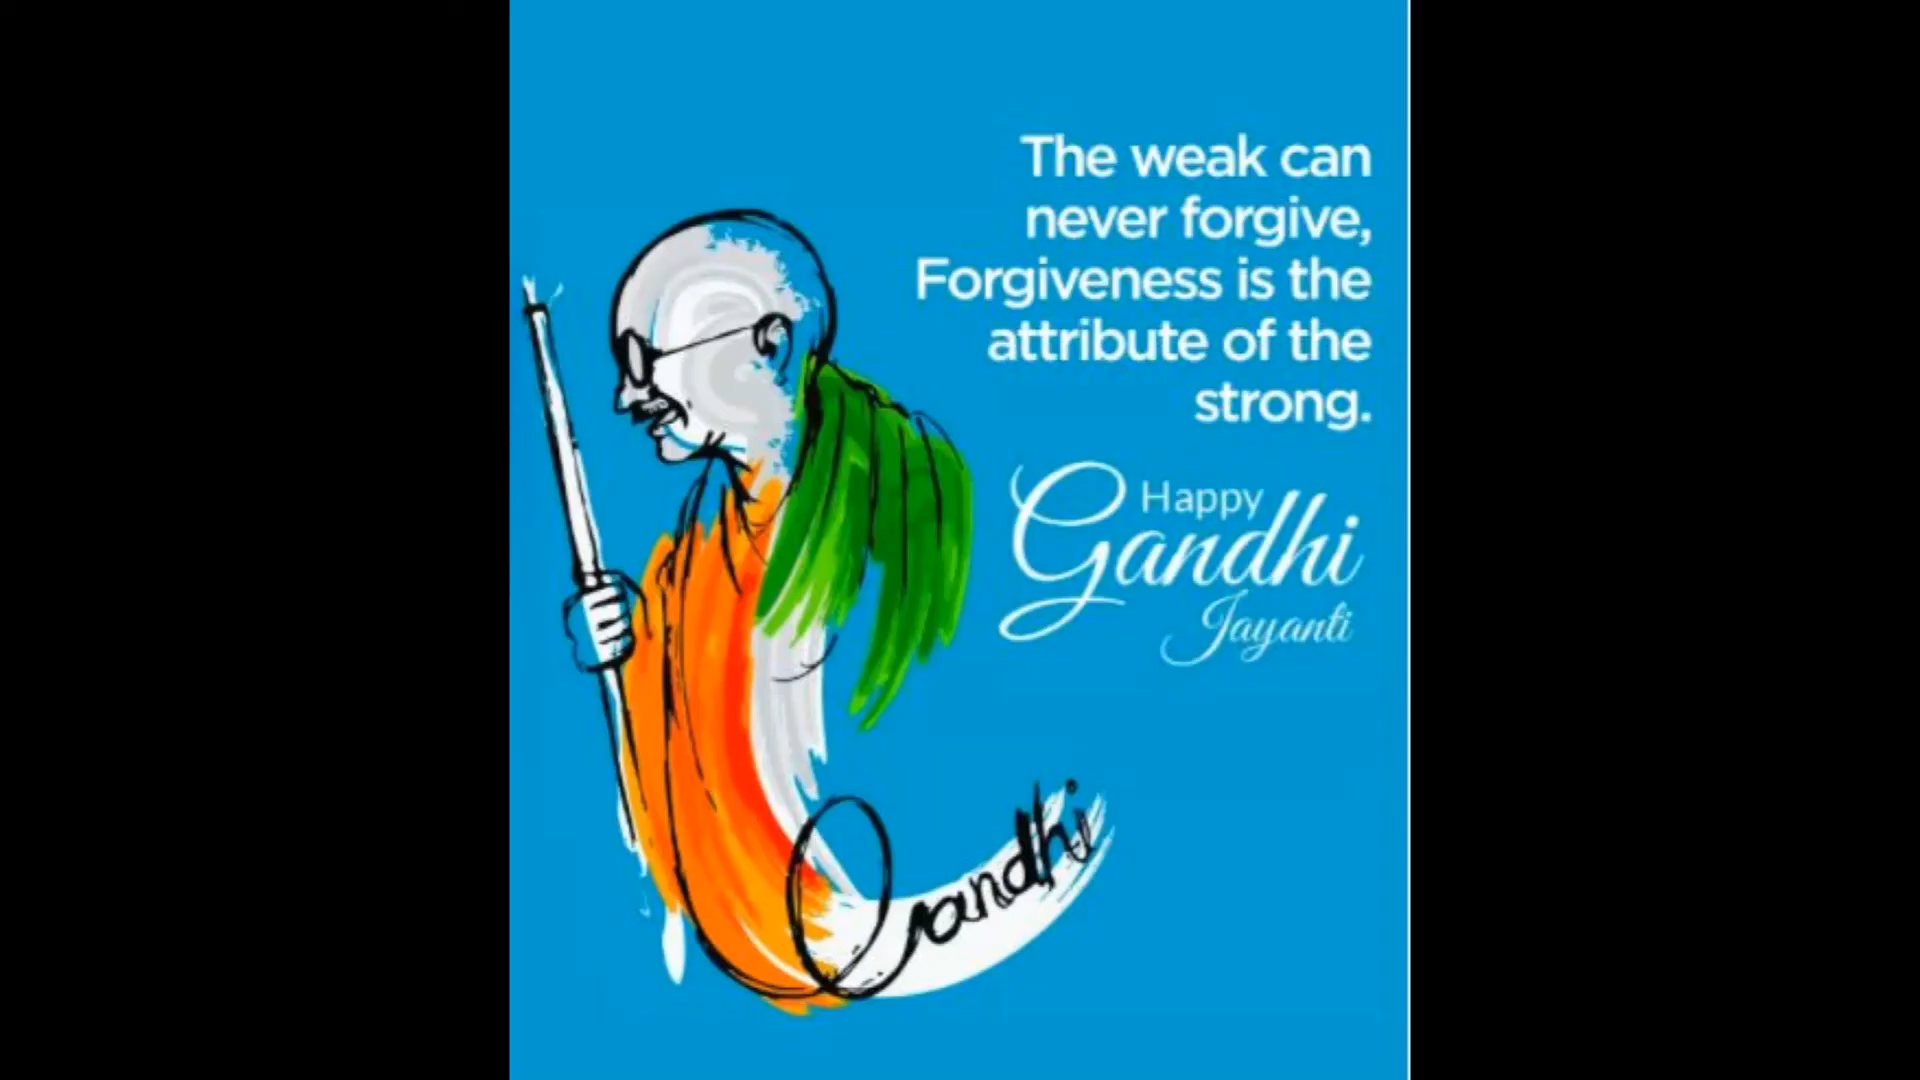 The weak can
never forgive,
Forgiveness is the
attribute of the
strong.
Happy
Gandhi
Jayanti
Gandhi